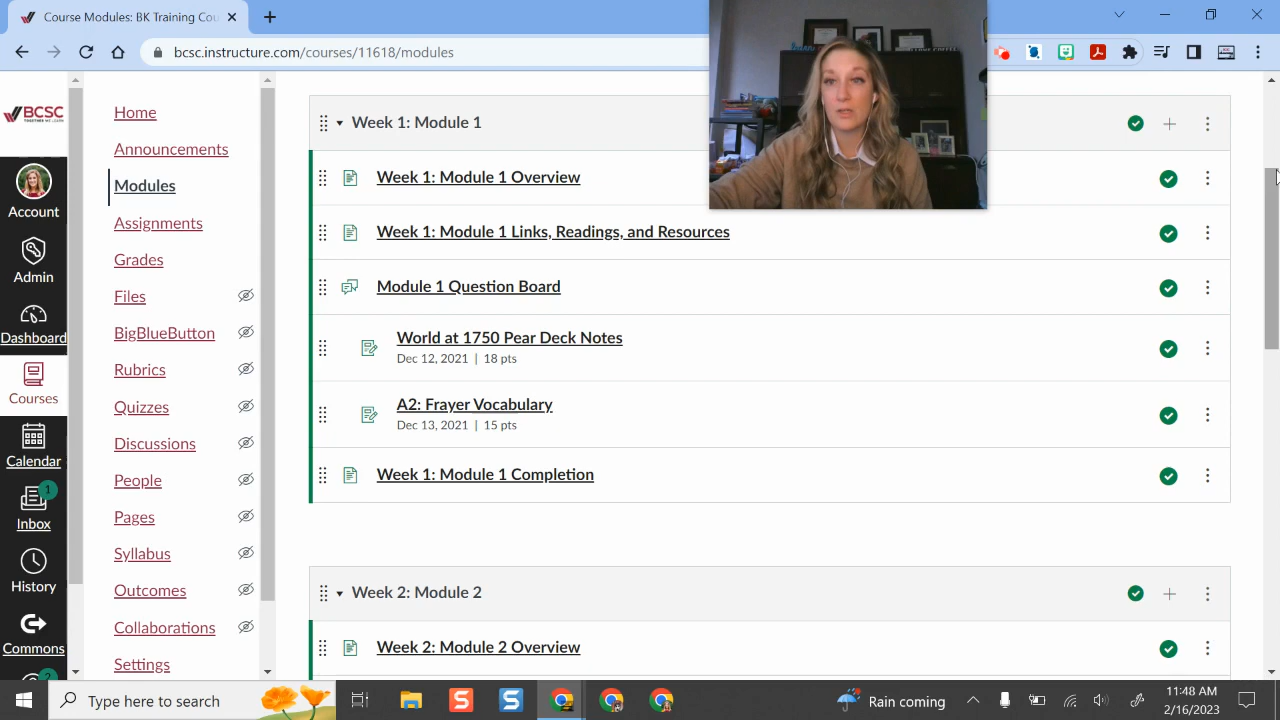 Course Modules: BC Training Cou
bcsc.instructure.com/courses/11618/modules
BCSC
Account
Admin
Dashboard
Courses
Calendar
1
Inbox
History
Commons
2
Home
Announcements
Modules
Assignments
Grades
Files
BigBlueButton
Rubrics
Quizzes
Discussions
People
Pages
Syllabus
Outcomes
Collaborations
Settings
Week 1: Module 1
Week 1: Module 1 Overview
Week 1: Module 1 Links, Readings, and Resources
Module 1 Question Board
World at 1750 Pear Deck Notes
Dec 12, 2021 | 18 pts
A2: Frayer Vocabulary
Dec 13, 2021 | 15 pts
Week 1: Module 1 Completion
Week 2: Module 2
Week 2: Module 2 Overview
Type here to search
Rain coming
11:48 AM
2/16/2023